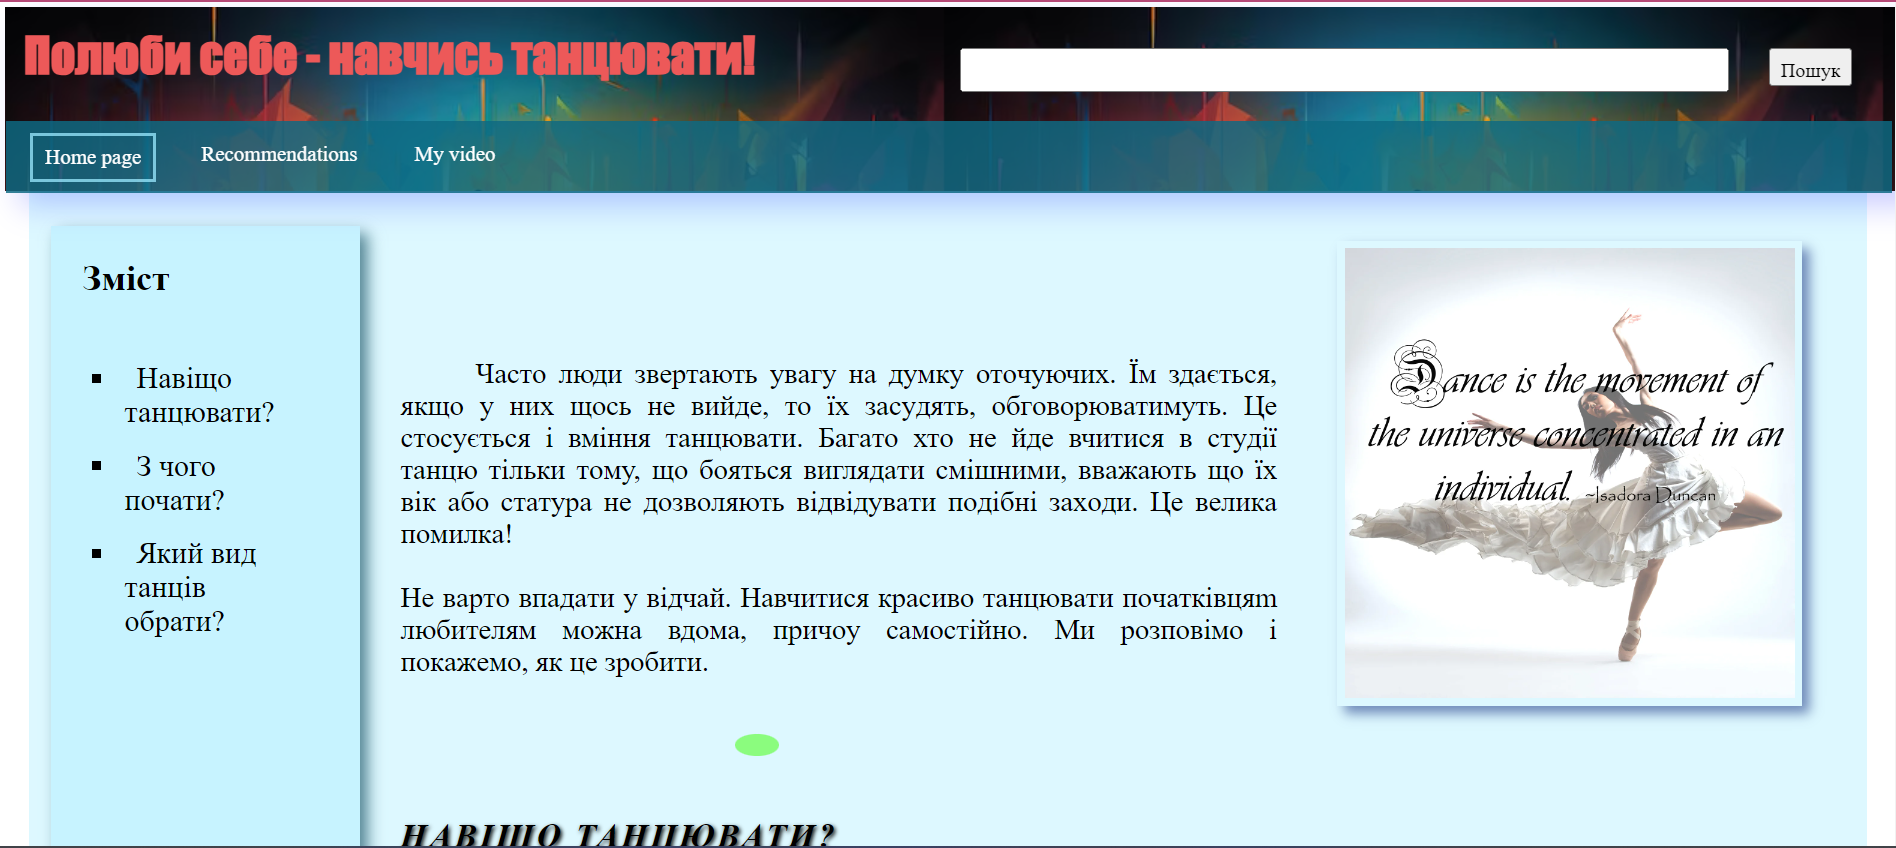 Полюби себе - навчись танцювати!
Пошук
Home page
Recommendations
My video
Зміст
Навіщо
танцювати?
З чого
почати?
Який вид
танців
обрати?
Часто люди звертають увагу на думку оточуючих. Їм здається,
якщо у них щось не вийде, то їх засудять, обговорюватимуть. Це
стосується і вміння танцювати. Багато хто не йде вчитися в студії
танцю тільки тому, що бояться виглядати смішними, вважають що їх
вік або статура не дозволяють відвідувати подібні заходи. Це велика
помилка!
Не варто впадати у відчай. Навчитися красиво танцювати початківцяm
любителям можна вдома, причоу самостійно. Ми розповімо і
покажемо, як це зробити.
Dance is the movement of
the universe concentrated in an
individual. ~Isadora Duncan
НАВІЩО ТАНЦЮВАТИ?